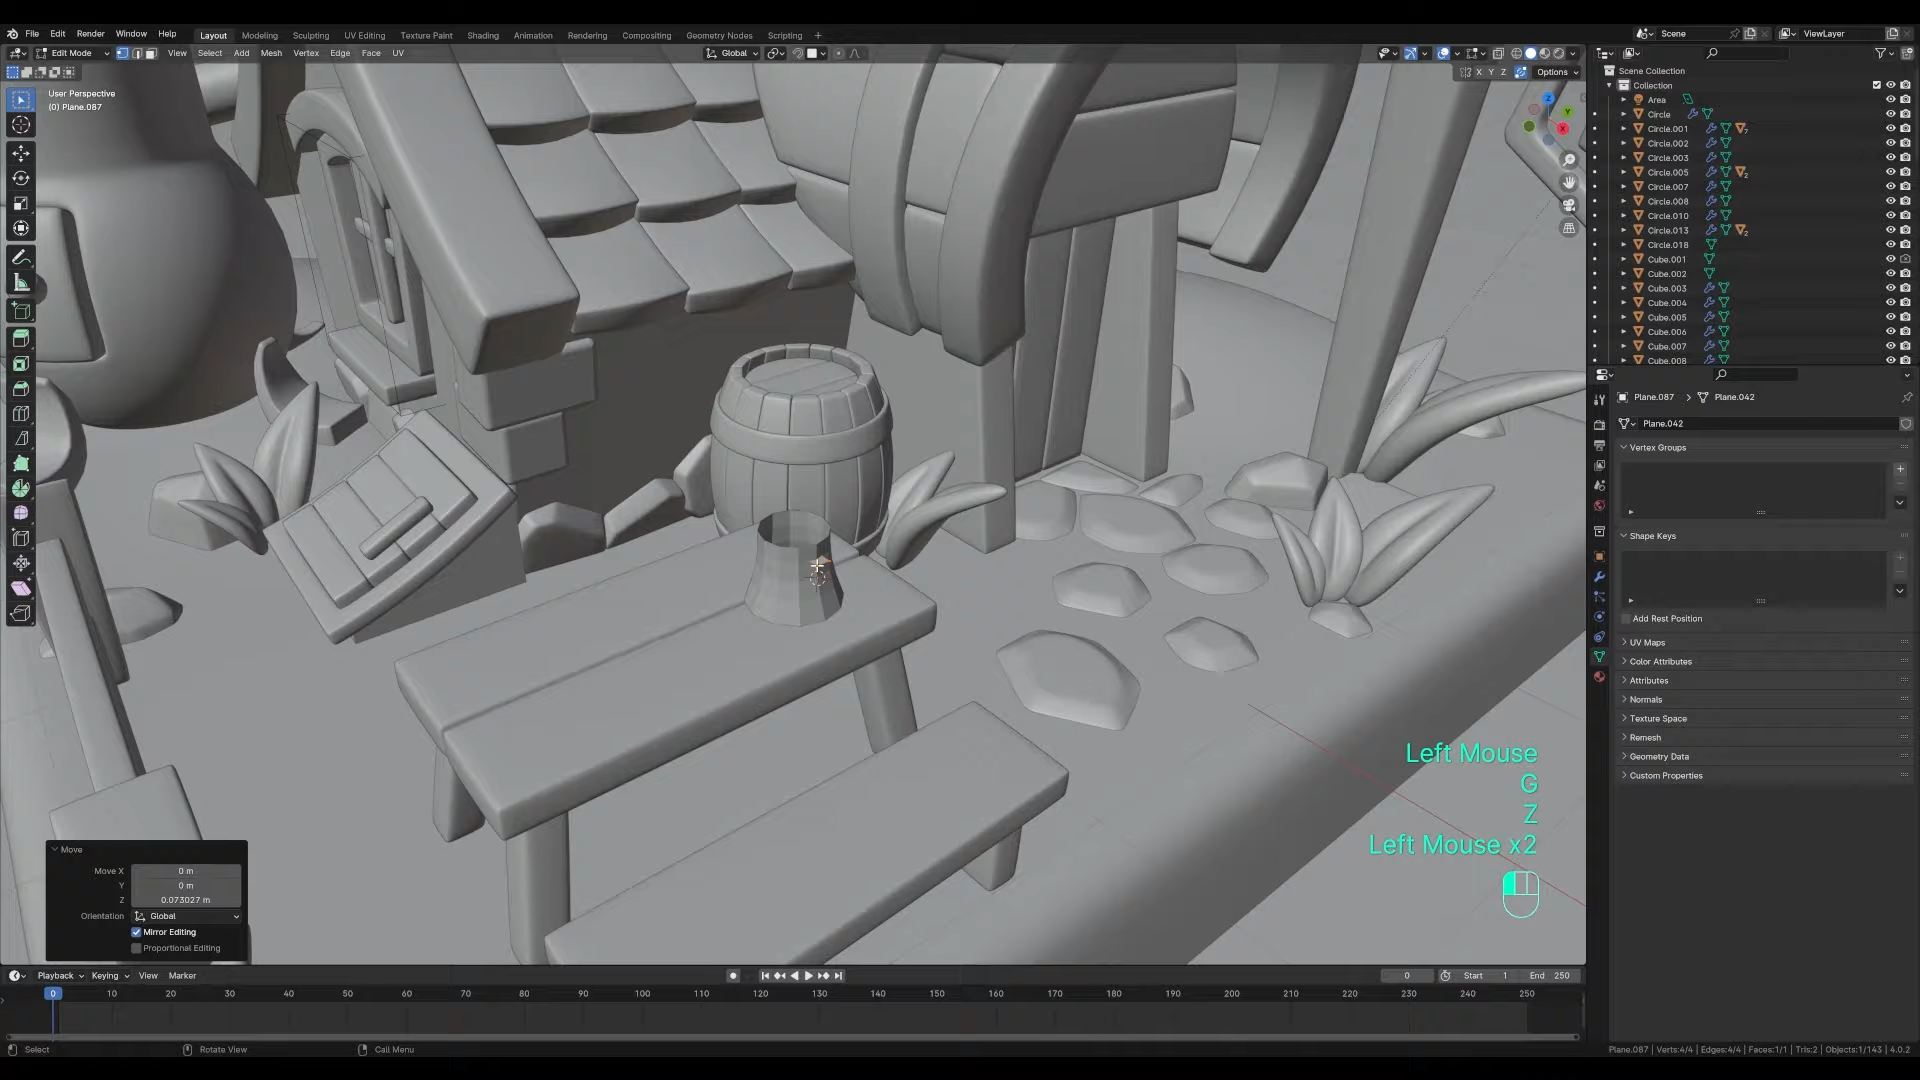 File Edit Render Window Help Layout Modeling Sculpting UV Editing Texture Paint Shading Animation Rendering Compositing Geometry Nodes Scripting + Scene ViewLayer
Edit Mode View Select Add Mesh Vertex Edge Face UV Global
X Y Z Options
User Perspective
(0) Plane.087
Z
Y
X
Scene Collection
Collection
Area
Circle
Circle.001 7
Circle.002
Circle.003
Circle.005 2
Circle.007
Circle.008
Circle.010
Circle.013 2
Circle.018
Cube.001
Cube.002
Cube.003
Cube.004
Cube.005
Cube.006
Cube.007
Cube.008
Plane.087 > Plane.042
Plane.042
Vertex Groups
Shape Keys
Add Rest Position
UV Maps
Color Attributes
Attributes
Normals
Texture Space
Remesh
Geometry Data
Custom Properties
Left Mouse
G
Z
Left Mouse x2
Move
Move X 0 m
Y 0 m
Z 0.073027 m
Orientation Global
Mirror Editing
Proportional Editing
Playback Keying View Marker 0 Start 1 End 250
0 10 20 30 40 50 60 70 80 90 100 110 120 130 140 150 160 170 180 190 200 210 220 230 240 250
Select Rotate View Call Menu Plane.087 | Verts:4/4 | Edges:4/4 | Faces:1/1 | Tris:2 | Objects:1/143 | 4.0.2